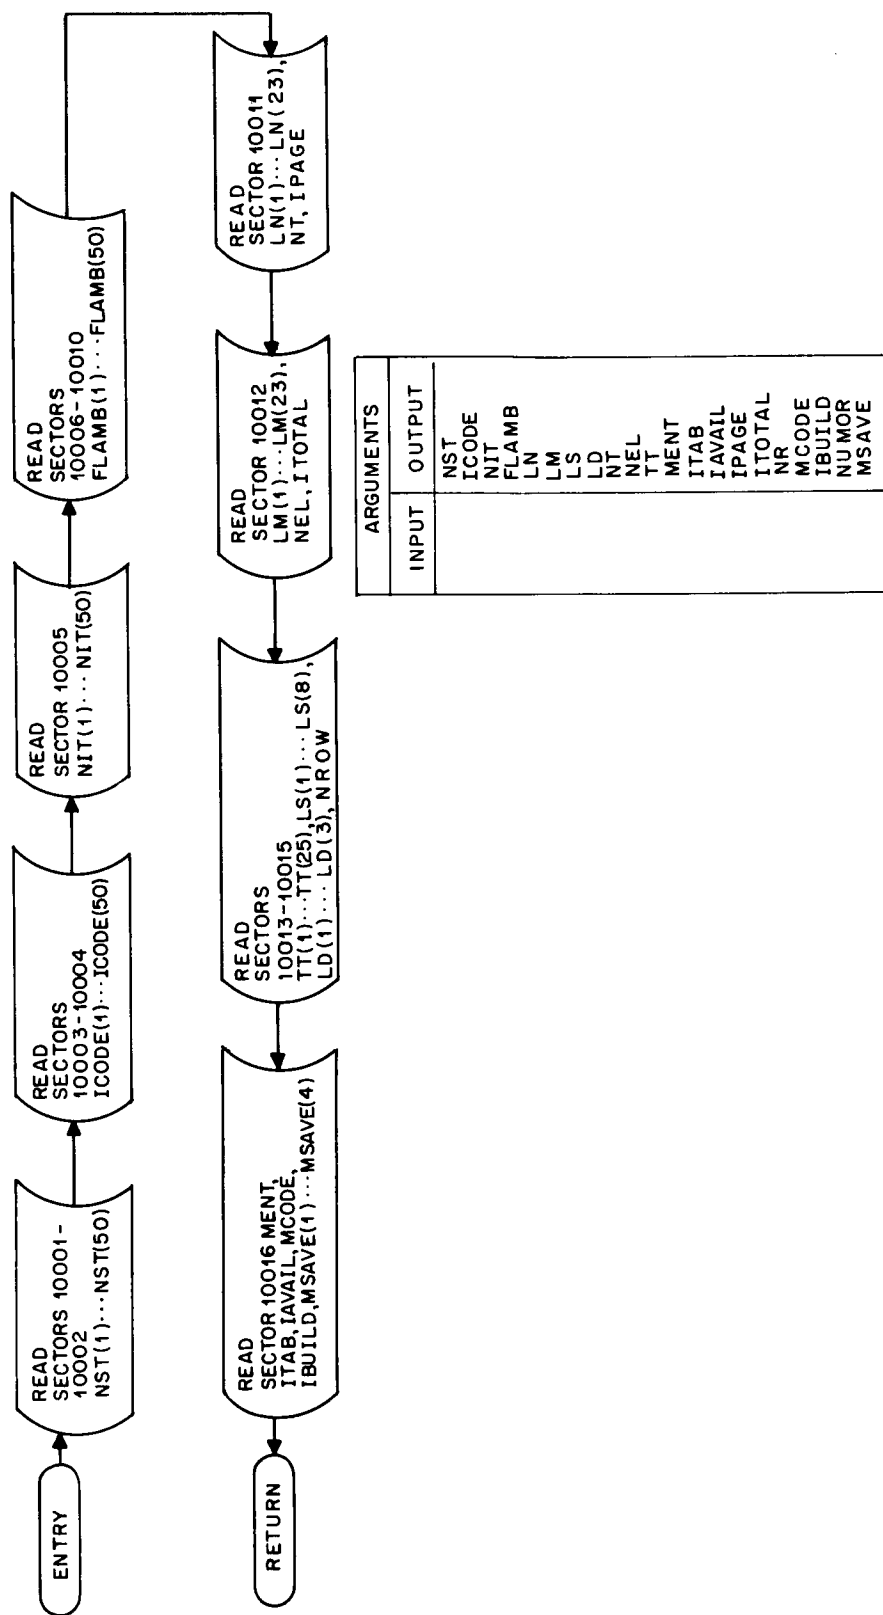 ENTRY
READ
SECTORS 10001-
10002
NST(1)···NST(50)
READ
SECTORS
10003-10004
ICODE(1)···ICODE(50)
READ
SECTOR 10005
NIT(1)···NIT(50)
READ
SECTORS
10006-10010
FLAMB(1)···FLAMB(50)
READ
SECTOR 10011
LN(1)···LN(23),
NT, IPAGE
READ
SECTOR 10012
LM(1)···LM(23),
NEL, ITOTAL
READ
SECTORS
10013-10015
TT(1)···TT(25),LS(1)···LS(8),
LD(1)···LD(3), NROW
READ
SECTOR 10016 MENT,
ITAB,IAVAIL,MCODE,
IBUILD,MSAVE(1)···MSAVE(4)
RETURN
ARGUMENTS
INPUT OUTPUT
NST
ICODE
NIT
FLAMB
LN
LM
LS
LD
NT
NEL
TT
MENT
ITAB
IAVAIL
IPAGE
ITOTAL
NR
MCODE
IBUILD
NUMOR
MSAVE